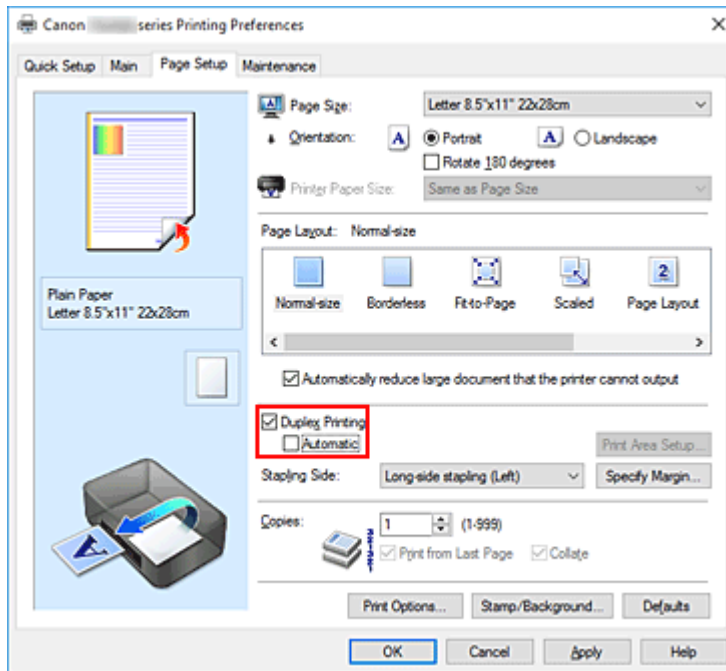 Canon series Printing Preferences
Quick Setup Main Page Setup Maintenance
Page Size: Letter 8.5"x11" 22x28cm
Orientation: A Portrait A Landscape
Rotate 180 degrees
Printer Paper Size: Same as Page Size
Page Layout: Normal-size
2
Normal-size Borderless Fit-to-Page Scaled Page Layout
Plain Paper
Letter 8.5"x11" 22x28cm
Automatically reduce large document that the printer cannot output
Duplex Printing
Automatic
Print Area Setup...
Stapling Side: Long-side stapling (Left) Specify Margin...
Copies: 1 (1-999)
Print from Last Page Collate
A
Print Options... Stamp/Background... Defaults
OK Cancel Apply Help